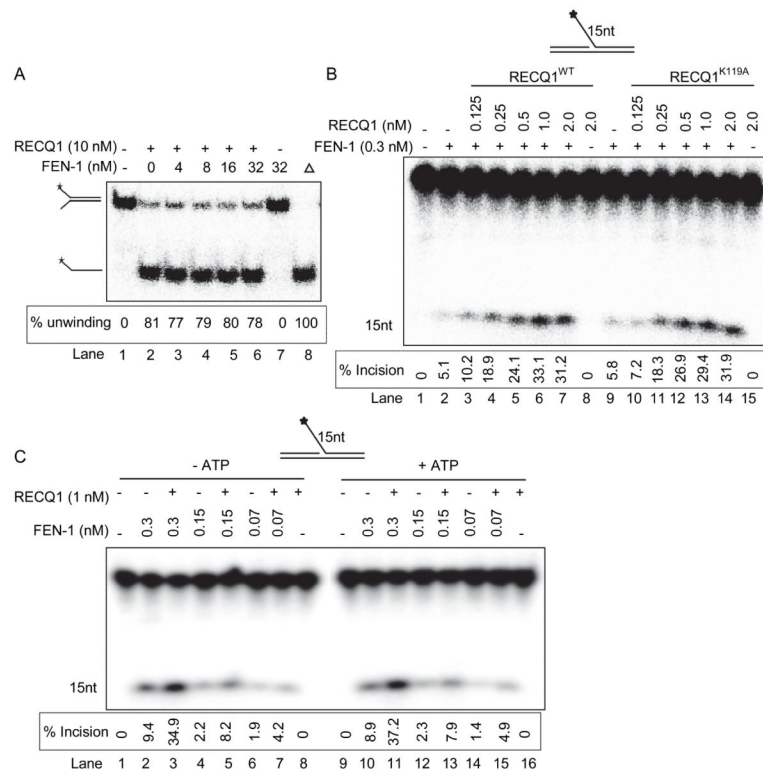 A
RECQ1 (10 nM) - + + + + + -
FEN-1 (nM) - 0 4 8 16 32 32 Δ
% unwinding 0 81 77 79 80 78 0 100
Lane 1 2 3 4 5 6 7 8
15nt
B
RECQ1WT RECQ1K119A
RECQ1 (nM) - - 0.125 0.25 0.5 1.0 2.0 2.0 - 0.125 0.25 0.5 1.0 2.0 2.0
FEN-1 (0.3 nM) - + + + + + + - + + + + + + -
15nt
% Incision 0 5.1 10.2 18.9 24.1 33.1 31.2 0 5.8 7.2 18.3 26.9 29.4 31.9 0
Lane 1 2 3 4 5 6 7 8 9 10 11 12 13 14 15
15nt
C
- ATP + ATP
RECQ1 (1 nM) - - + - + - + + - - + - + - + +
FEN-1 (nM) - 0.3 0.3 0.15 0.15 0.07 0.07 - - 0.3 0.3 0.15 0.15 0.07 0.07 -
15nt
% Incision 0 9.4 34.9 2.2 8.2 1.9 4.2 0 0 8.9 37.2 2.3 7.9 1.4 4.9 0
Lane 1 2 3 4 5 6 7 8 9 10 11 12 13 14 15 16